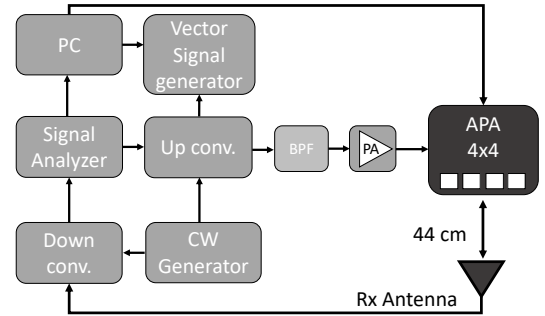 PC
Vector
Signal
generator
Signal
Analyzer
Up conv.
BPF
PA
APA
4x4
Down
conv.
CW
Generator
44 cm
Rx Antenna